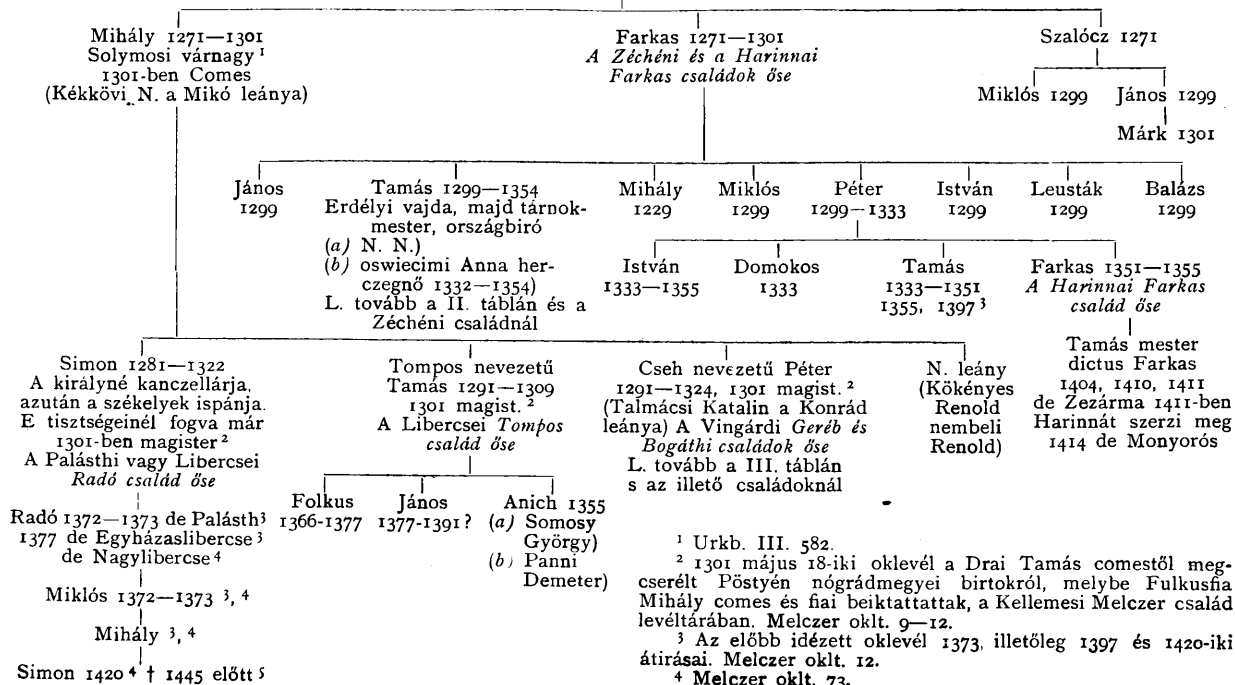 Mihály 1271—1301
Solymosi várnagy ¹
1301-ben Comes
(Kékkövi N. a Mikó leánya)
Farkas 1271—1301
A Zéchéni és a Harinnai
Farkas családok őse
Szalócz 1271
Miklós 1299
János 1299
Márk 1301
János
1299
Tamás 1299—1354
Erdélyi vajda, majd tárnok-
mester, országbiró
(a) N. N.)
(b) oswiecimi Anna her-
czegnő 1332—1354)
L. tovább a II. táblán és a
Zéchéni családnál
Mihály
1229
Miklós
1299
Péter
1299—1333
István
1299
Leusták
1299
Balázs
1299
István
1333—1355
Domokos
1333
Tamás
1333—1351
1355, 1397 ³
Farkas 1351—1355
A Harinnai Farkas
család őse
Tamás mester
dictus Farkas
1404, 1410, 1411
de Zezárma 1411-ben
Harinnát szerzi meg
1414 de Monyorós
Simon 1281—1322
A királyné kanczellárja,
azután a székelyek ispánja.
E tisztségeinél fogva már
1301-ben magister ²
A Palásthi vagy Libercsei
Radó család őse
Tompos nevezetű
Tamás 1291—1309
1301 magist. ²
A Libercsei Tompos
család őse
Cseh nevezetű Péter
1291—1324, 1301 magist. ²
(Talmácsi Katalin a Konrád
leánya) A Vingárdi Geréb és
Bogáthi családok őse
L. tovább a III. táblán
s az illető családoknál
N. leány
(Kökényes
Renold
nembeli
Renold)
Radó 1372—1373 de Palásth ³
1377 de Egyházaslibercse ³
de Nagylibercse ⁴
Miklós 1372—1373 ³, ⁴
Mihály ³, ⁴
Simon 1420 ⁴ † 1445 előtt ⁵
Folkus
1366-1377
János
1377-1391?
Anich 1355
(a) Somosy
György)
(b) Panni
Demeter)
¹ Urkb. III. 582.
² 1301 május 18-iki oklevél a Drai Tamás comestől meg-
cserélt Pöstyén nógrádmegyei birtokról, melybe Fulkusfia
Mihály comes és fiai beiktattattak, a Kellemesi Melczer család
levéltárában. Melczer oklt. 9—12.
³ Az előbb idézett oklevél 1373, illetőleg 1397 és 1420-iki
átirásai. Melczer oklt. 12.
⁴ Melczer oklt. 73.